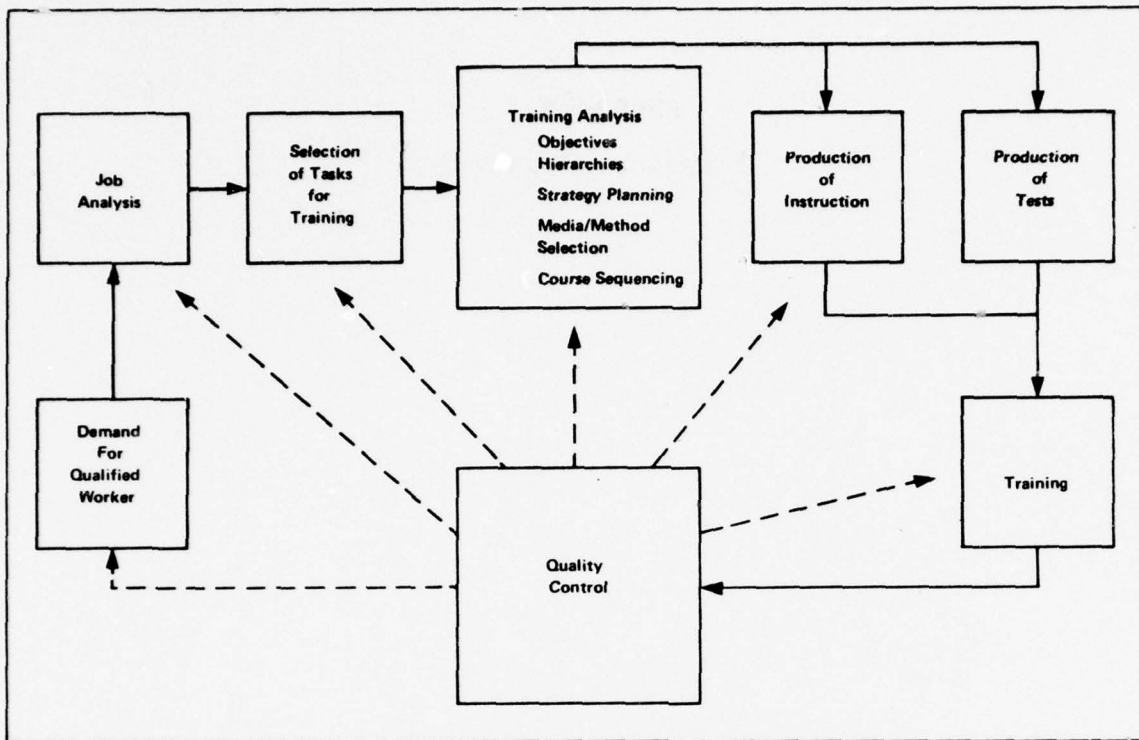 Job
Analysis
Selection
of Tasks
for
Training
Training Analysis
Objectives
Hierarchies
Strategy Planning
Media/Method
Selection
Course Sequencing
Production
of
Instruction
Production
of
Tests
Demand
For
Qualified
Worker
Quality
Control
Training